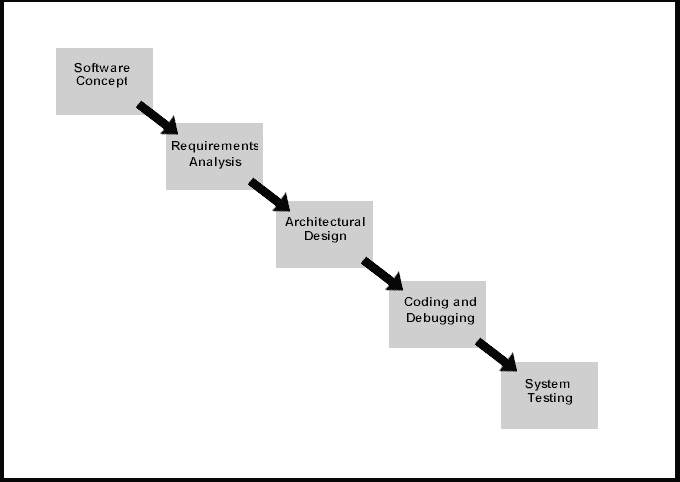 Software
Concept
Requirements
Analysis
Architectural
Design
Coding and
Debugging
System
Testing